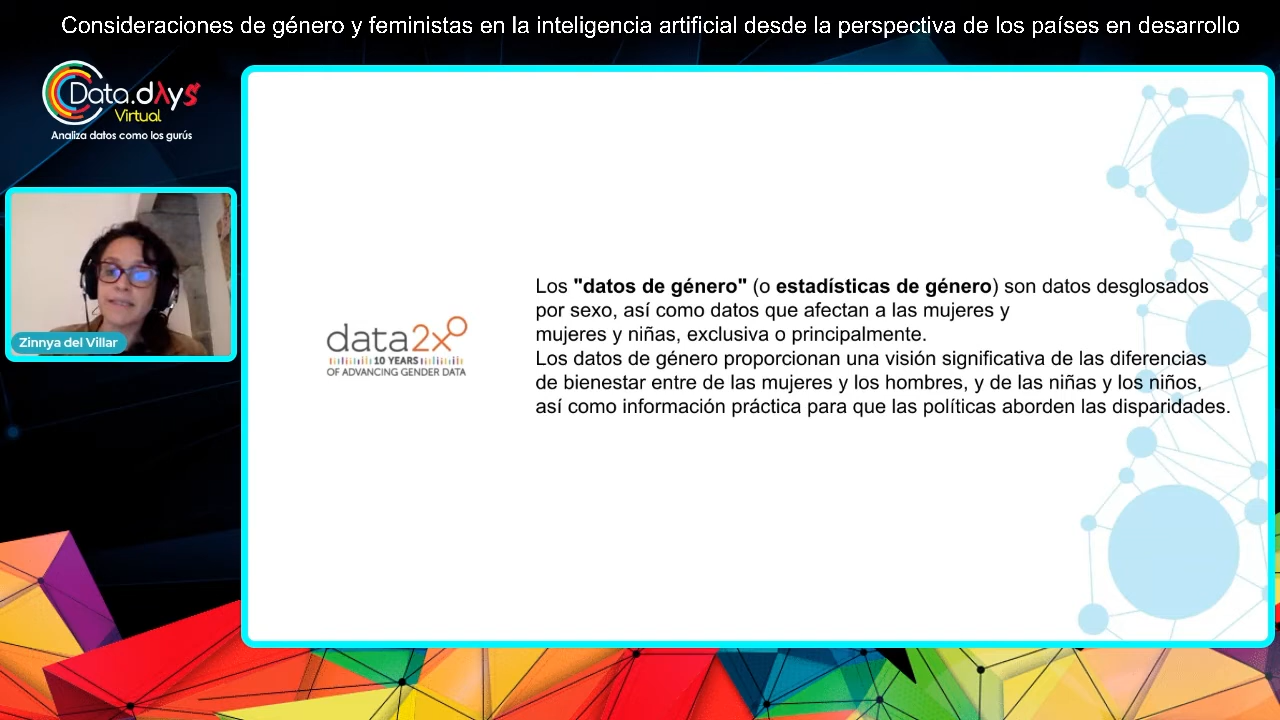 Consideraciones de género y feministas en la inteligencia artificial desde la perspectiva de los países en desarrollo
Data.dAys
Virtual
Analiza datos como los gurús
Zinnya del Villar
data2x
10 YEARS
OF ADVANCING GENDER DATA
Los "datos de género" (o estadísticas de género) son datos desglosados
por sexo, así como datos que afectan a las mujeres y
mujeres y niñas, exclusiva o principalmente.
Los datos de género proporcionan una visión significativa de las diferencias
de bienestar entre de las mujeres y los hombres, y de las niñas y los niños,
así como información práctica para que las políticas aborden las disparidades.